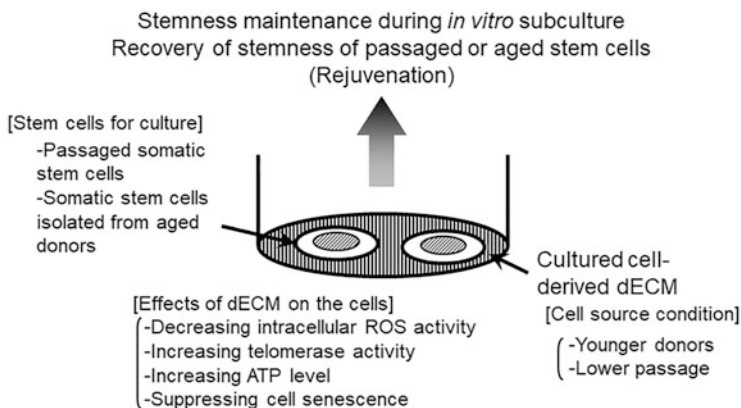 Stemness maintenance during in vitro subculture
Recovery of stemness of passaged or aged stem cells
(Rejuvenation)
[Stem cells for culture]
-Passaged somatic
stem cells
-Somatic stem cells
isolated from aged
donors
Cultured cell-
derived dECM
[Cell source condition]
-Younger donors
-Lower passage
[Effects of dECM on the cells]
-Decreasing intracellular ROS activity
-Increasing telomerase activity
-Increasing ATP level
-Suppressing cell senescence